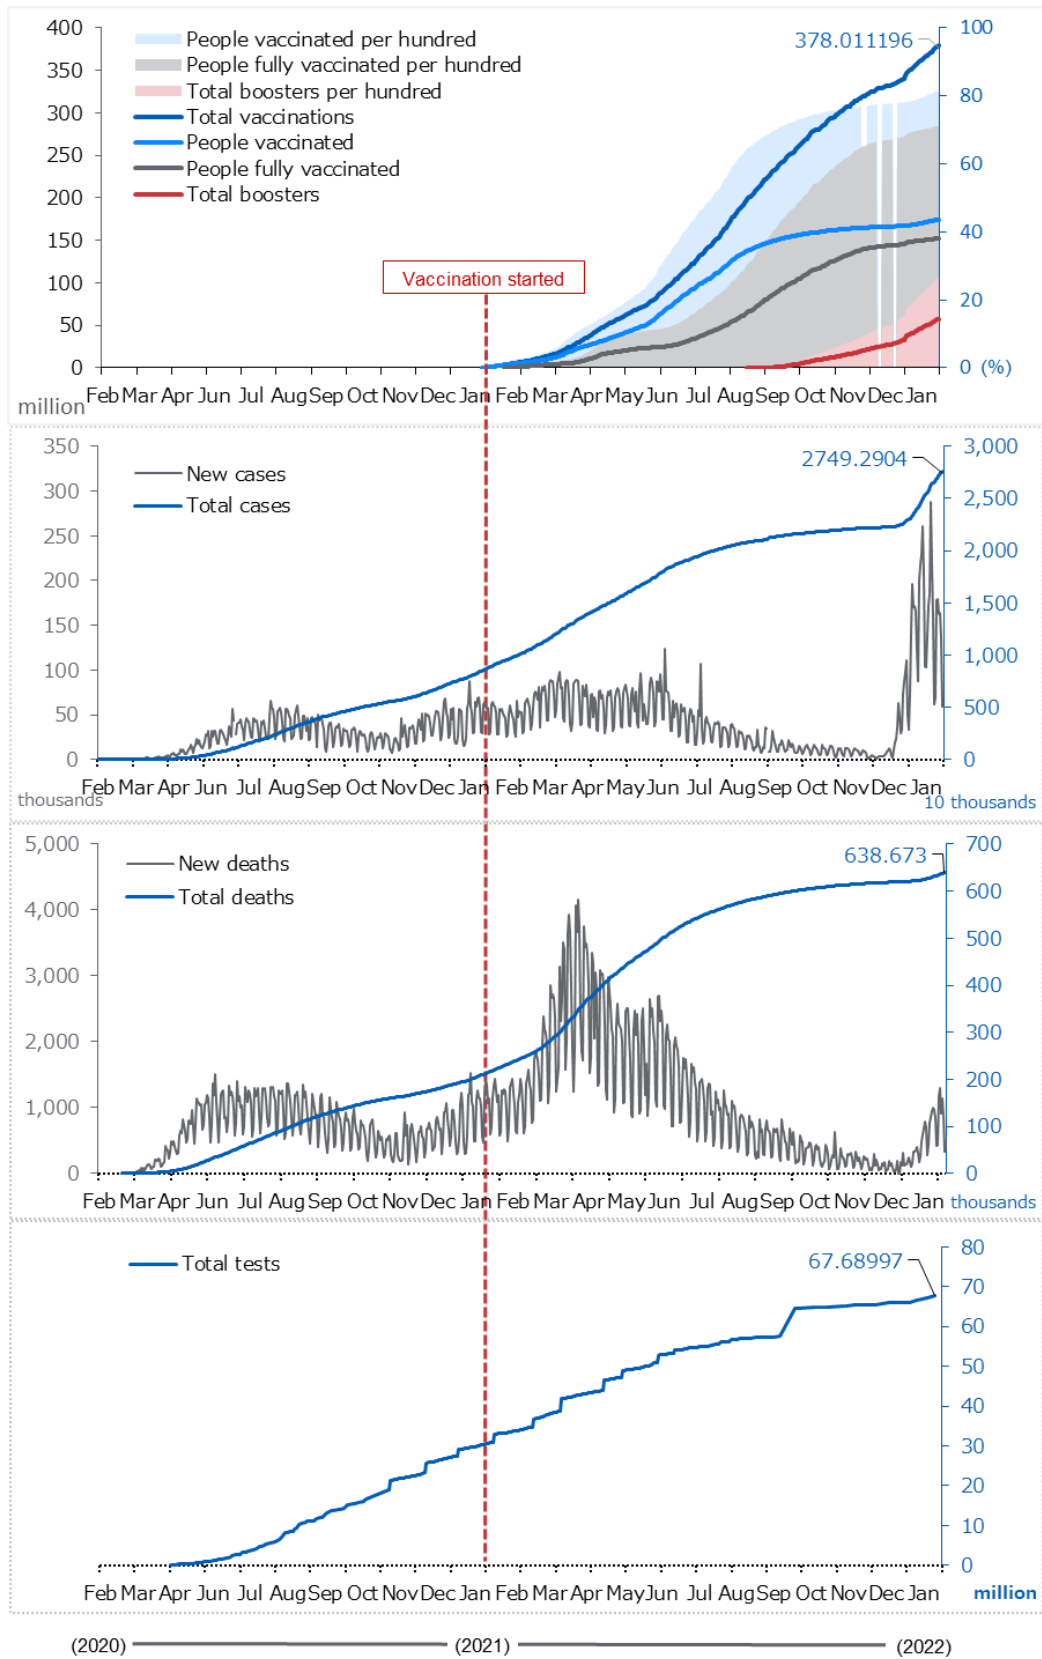 400
350
300
250
200
150
100
50
0
People vaccinated per hundred
People fully vaccinated per hundred
Total boosters per hundred
Total vaccinations
People vaccinated
People fully vaccinated
Total boosters
378.011196
100
80
60
40
20
0 (%)
Vaccination started
Feb Mar Apr Jun Jul Aug Sep Oct Nov Dec Jan Feb Mar Apr May Jun Jul Aug Sep Oct Nov Dec Jan
million
350
300
250
200
150
100
50
0
New cases
Total cases
2749.2904
3,000
2,500
2,000
1,500
1,000
500
0
Feb Mar Apr Jun Jul Aug Sep Oct Nov Dec Jan Feb Mar Apr May Jun Jul Aug Sep Oct Nov Dec Jan
thousands
10 thousands
5,000
4,000
3,000
2,000
1,000
0
New deaths
Total deaths
638.673
700
600
500
400
300
200
100
0
Feb Mar Apr Jun Jul Aug Sep Oct Nov Dec Jan Feb Mar Apr May Jun Jul Aug Sep Oct Nov Dec Jan thousands
Total tests
67.68997
80
70
60
50
40
30
20
10
0
Feb Mar Apr Jun Jul Aug Sep Oct Nov Dec Jan Feb Mar Apr May Jun Jul Aug Sep Oct Nov Dec Jan million
(2020) (2021) (2022)